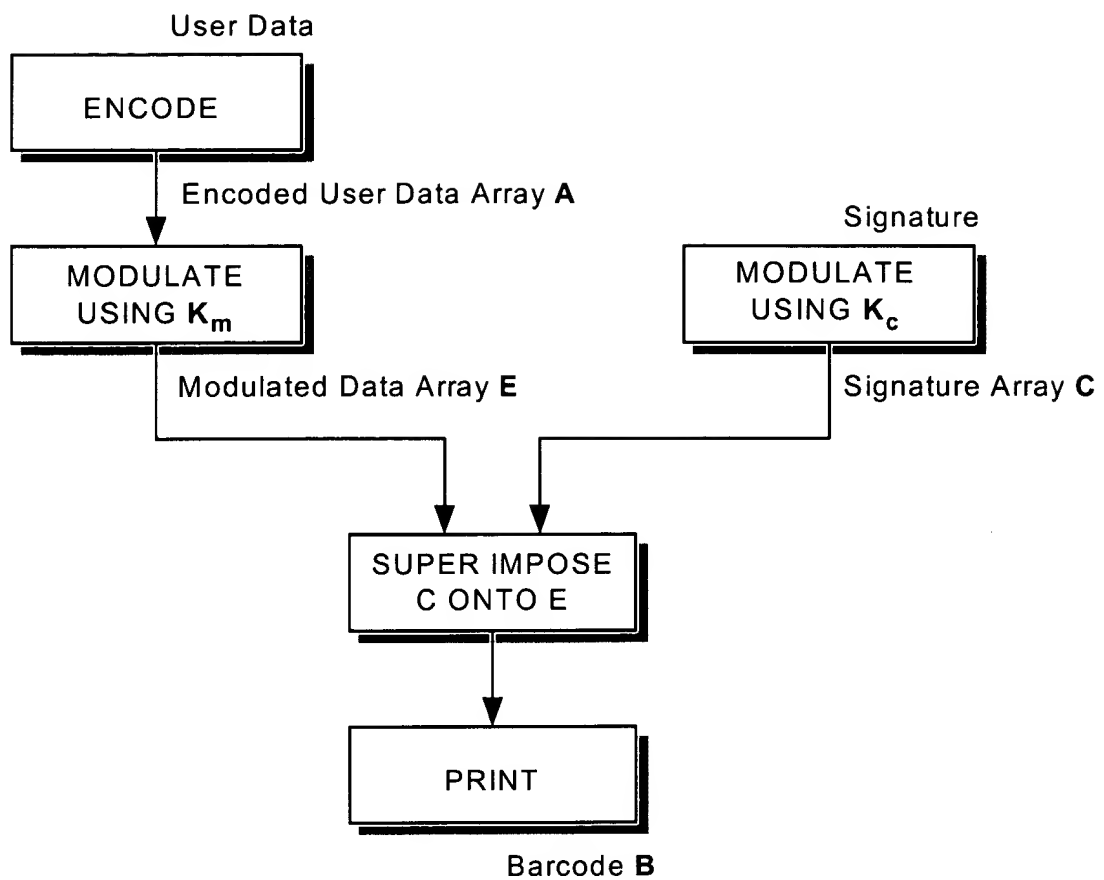 User Data
ENCODE
Encoded User Data Array A
MODULATE
USING Km
Signature
MODULATE
USING Kc
Modulated Data Array E
Signature Array C
SUPER IMPOSE
C ONTO E
PRINT
Barcode B